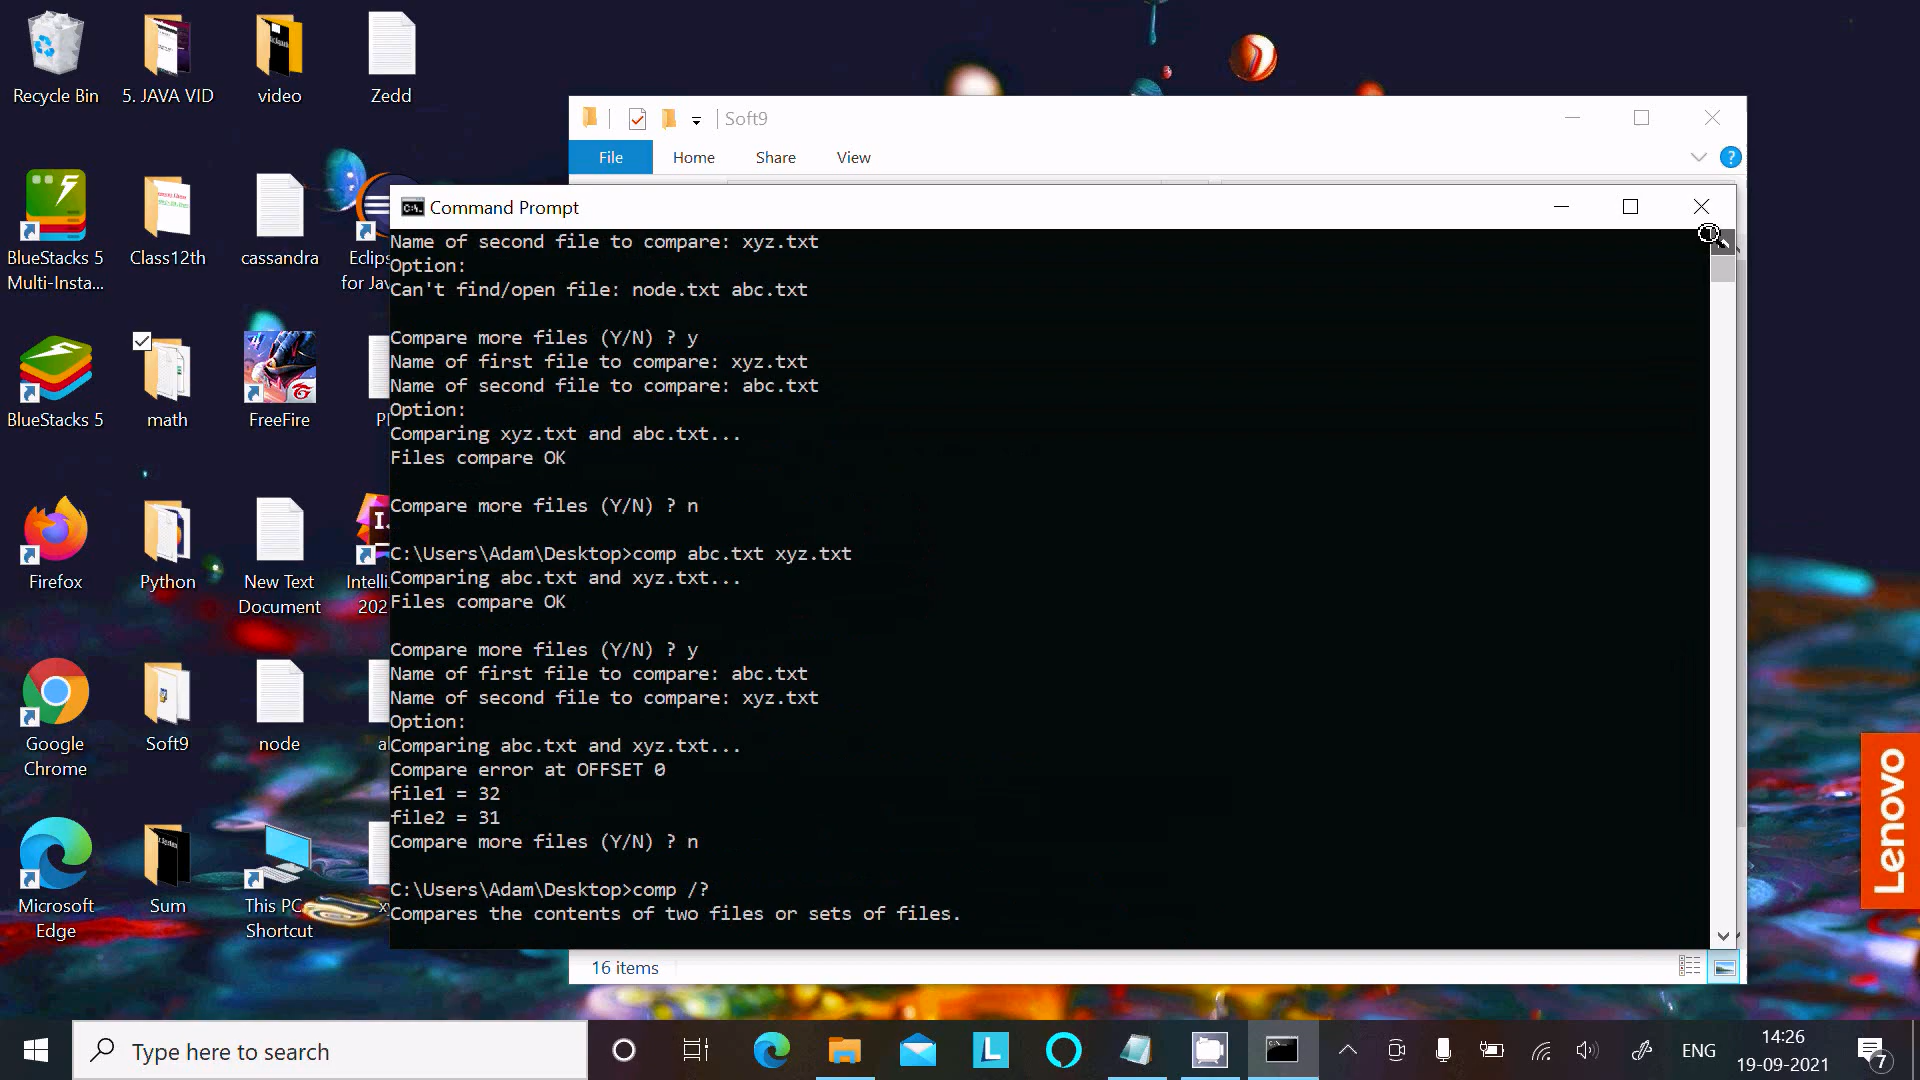 Recycle Bin
5. JAVA VID
video
Zedd
BlueStacks 5
Multi-Insta...
Class12th
cassandra
Eclips
for Jav
BlueStacks 5
math
FreeFire
Firefox
Python
New Text
Document
Intelli
202
Google
Chrome
Soft9
node
Microsoft
Edge
Sum
This PC
Shortcut
Soft9
File
Home
Share
View
Command Prompt
Name of second file to compare: xyz.txt
Option:
Can't find/open file: node.txt abc.txt
Compare more files (Y/N) ? y
Name of first file to compare: xyz.txt
Name of second file to compare: abc.txt
Option:
Comparing xyz.txt and abc.txt...
Files compare OK
Compare more files (Y/N) ? n
C:\Users\Adam\Desktop>comp abc.txt xyz.txt
Comparing abc.txt and xyz.txt...
Files compare OK
Compare more files (Y/N) ? y
Name of first file to compare: abc.txt
Name of second file to compare: xyz.txt
Option:
Comparing abc.txt and xyz.txt...
Compare error at OFFSET 0
file1 = 32
file2 = 31
Compare more files (Y/N) ? n
C:\Users\Adam\Desktop>comp /?
Compares the contents of two files or sets of files.
16 items
Lenovo
Type here to search
L
ENG
14:26
19-09-2021
7